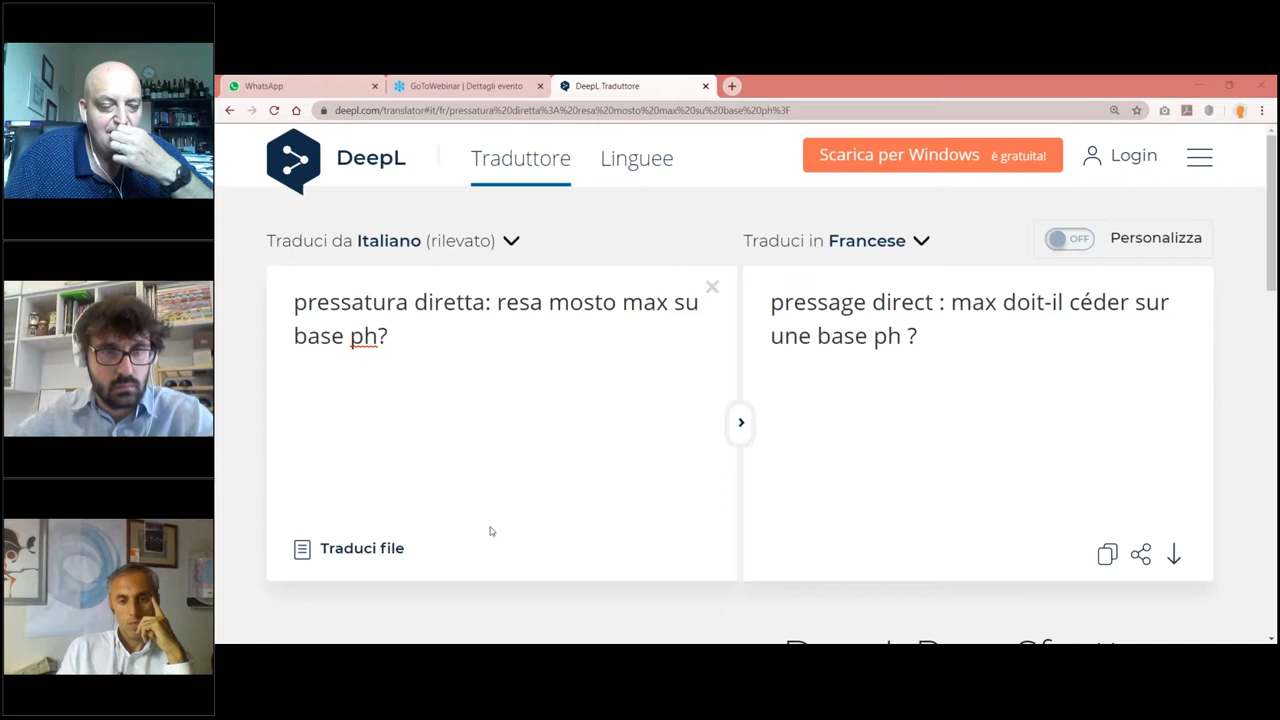 WhatsApp
GoToWebinar | Dettagli evento
DeepL Traduttore
deepl.com/translator#it/fr/pressatura%20diretta%3A%20resa%20mosto%20max%20su%20base%20ph%3F
DeepL
Traduttore
Linguee
Scarica per Windows è gratuita!
Login
Traduci da Italiano (rilevato)
Traduci in Francese
OFF
Personalizza
pressatura diretta: resa mosto max su
base ph?
pressage direct : max doit-il céder sur
une base ph ?
Traduci file